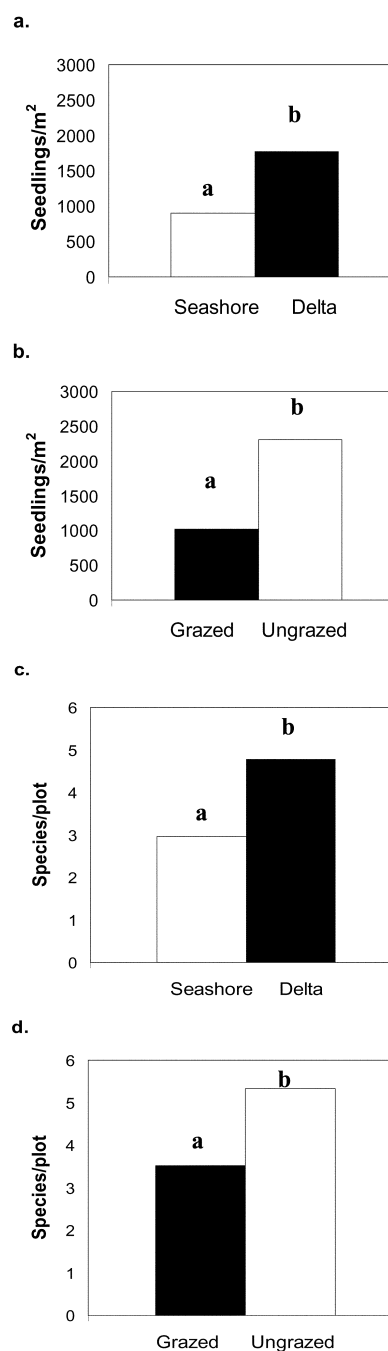 a.
3000
2500
2000
1500
1000
500
0
Seedlings/m²
a
b
Seashore Delta
b.
3000
2500
2000
1500
1000
500
0
Seedlings/m²
a
b
Grazed Ungrazed
c.
6
5
4
3
2
1
0
Species/plot
a
b
Seashore Delta
d.
6
5
4
3
2
1
0
Species/plot
a
b
Grazed Ungrazed